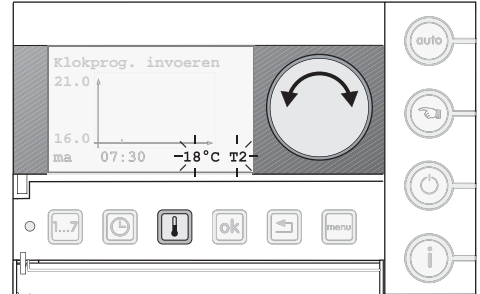 Klokprog. invoeren
21.0
16.0
ma 07:30 18°C T2
1...7 ok menu
auto
i